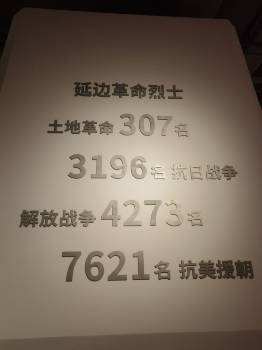 延边革命烈士
土地革命 307名
3196名 抗日战争
解放战争 4273名
7621名 抗美援朝